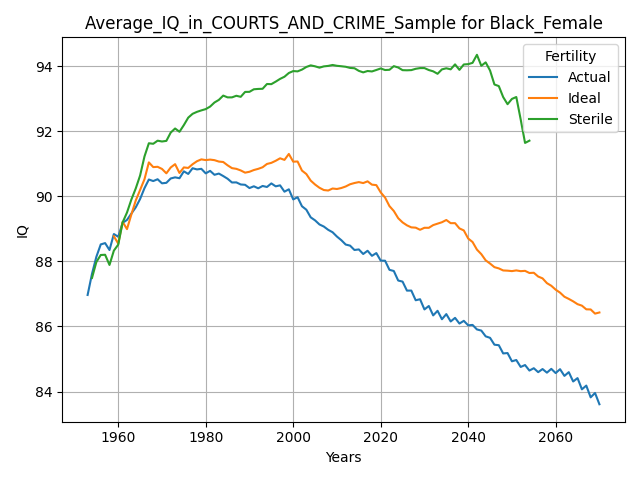 Average_IQ_in_COURTS_AND_CRIME_Sample for Black_Female
Fertility
Actual
Ideal
Sterile
IQ
94
92
90
88
86
84
1960
1980
2000
2020
2040
2060
Years